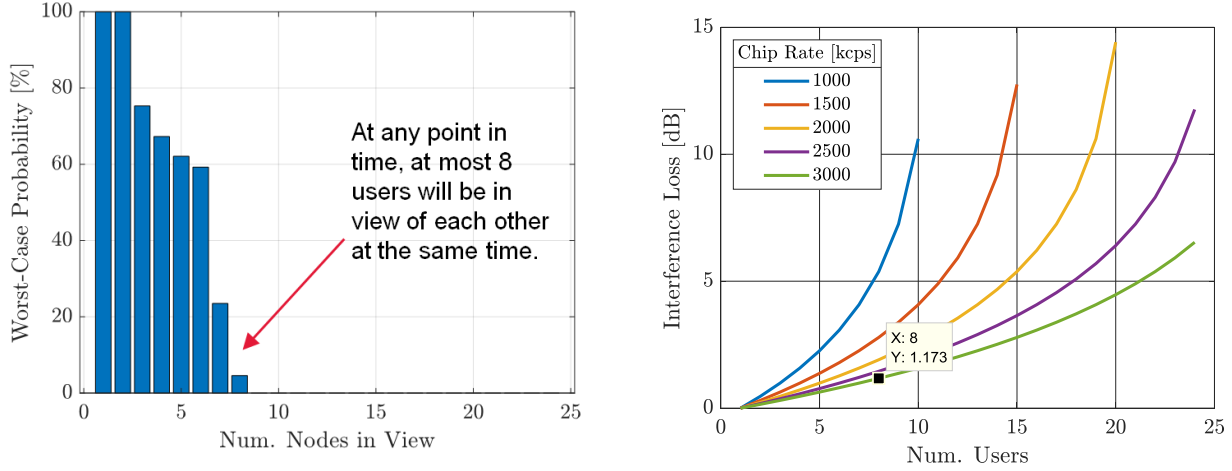 100
80
60
40
20
0
Worst-Case Probability [%]
0 5 10 15 20 25
Num. Nodes in View
At any point in
time, at most 8
users will be in
view of each other
at the same time.
15
10
5
0
Interference Loss [dB]
Chip Rate [kcps]
1000
1500
2000
2500
3000
X: 8
Y: 1.173
0 5 10 15 20 25
Num. Users